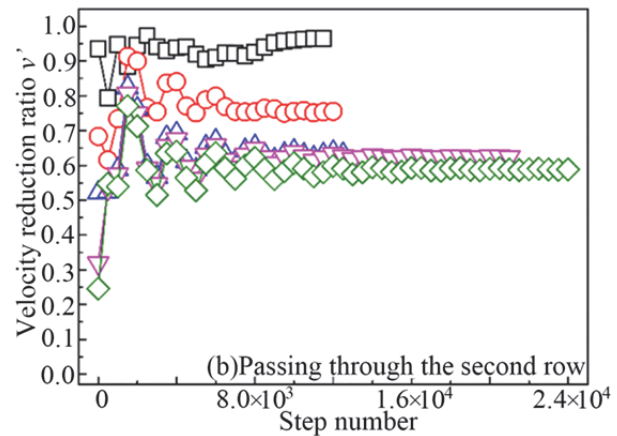 Velocity reduction ratio v'
1.0
0.9
0.8
0.7
0.6
0.5
0.4
0.3
0.2
0.1
0.0
(b)Passing through the second row
0 8.0×10³ 1.6×10⁴ 2.4×10⁴
Step number